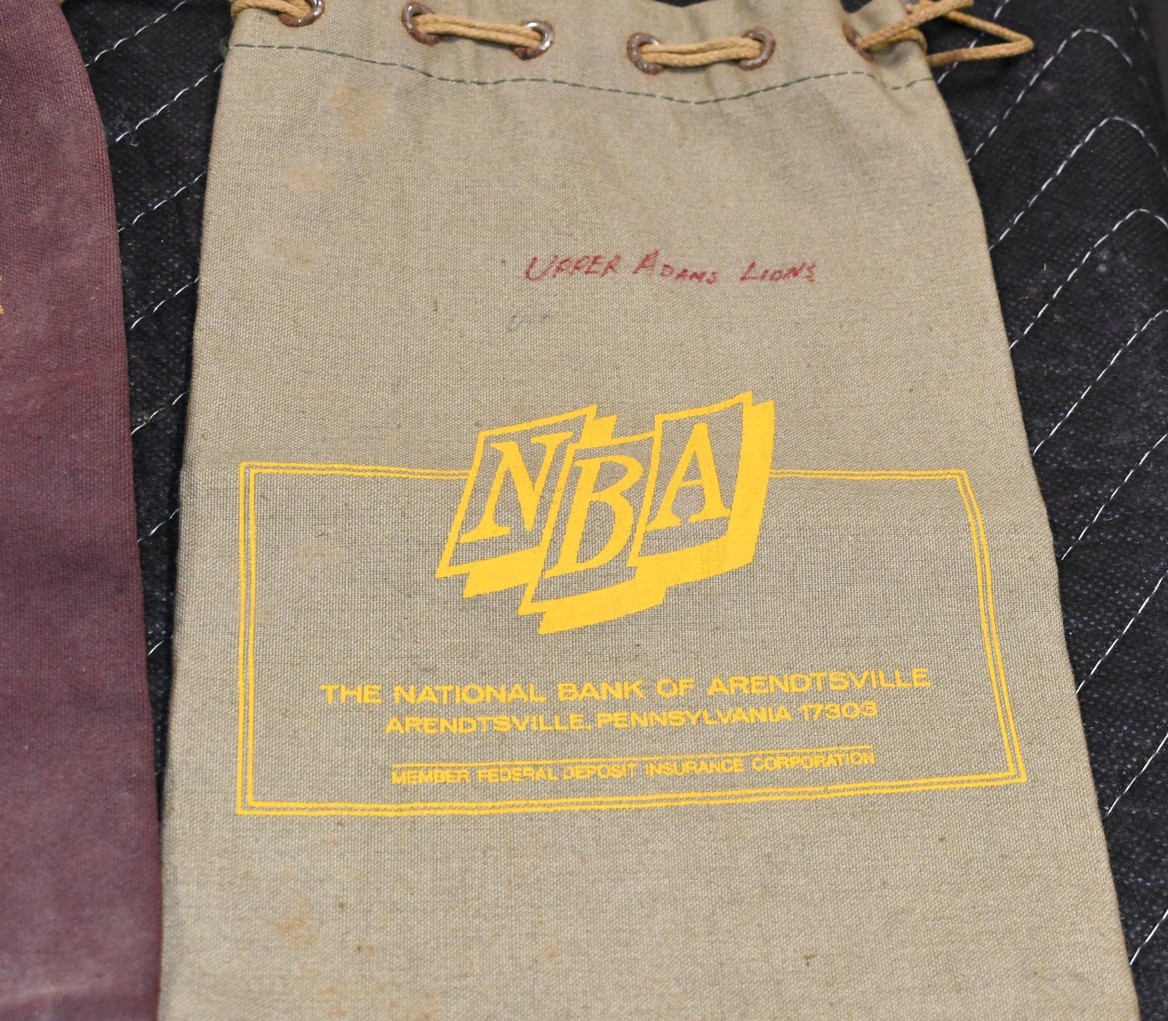 UPPER ADAMS LIONS
NBA
THE NATIONAL BANK OF ARENDTSVILLE
ARENDTSVILLE, PENNSYLVANIA 17303
MEMBER FEDERAL DEPOSIT INSURANCE CORPORATION